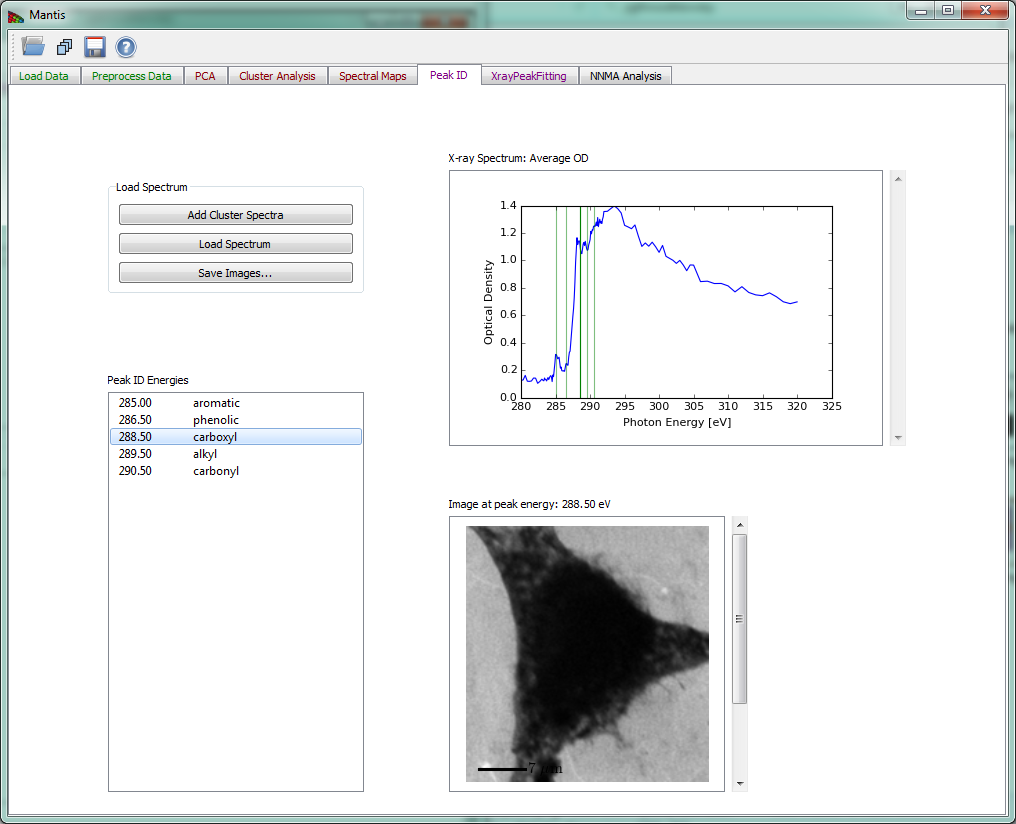 Mantis
Load Data Preprocess Data PCA Cluster Analysis Spectral Maps Peak ID XrayPeakFitting NNMA Analysis
Load Spectrum
Add Cluster Spectra
Load Spectrum
Save Images...
Peak ID Energies
285.00 aromatic
286.50 phenolic
288.50 carboxyl
289.50 alkyl
290.50 carbonyl
X-ray Spectrum: Average OD
1.4
1.2
1.0
0.8
0.6
0.4
0.2
0.0
Optical Density
280 285 290 295 300 305 310 315 320 325
Photon Energy [eV]
Image at peak energy: 288.50 eV
7 μm